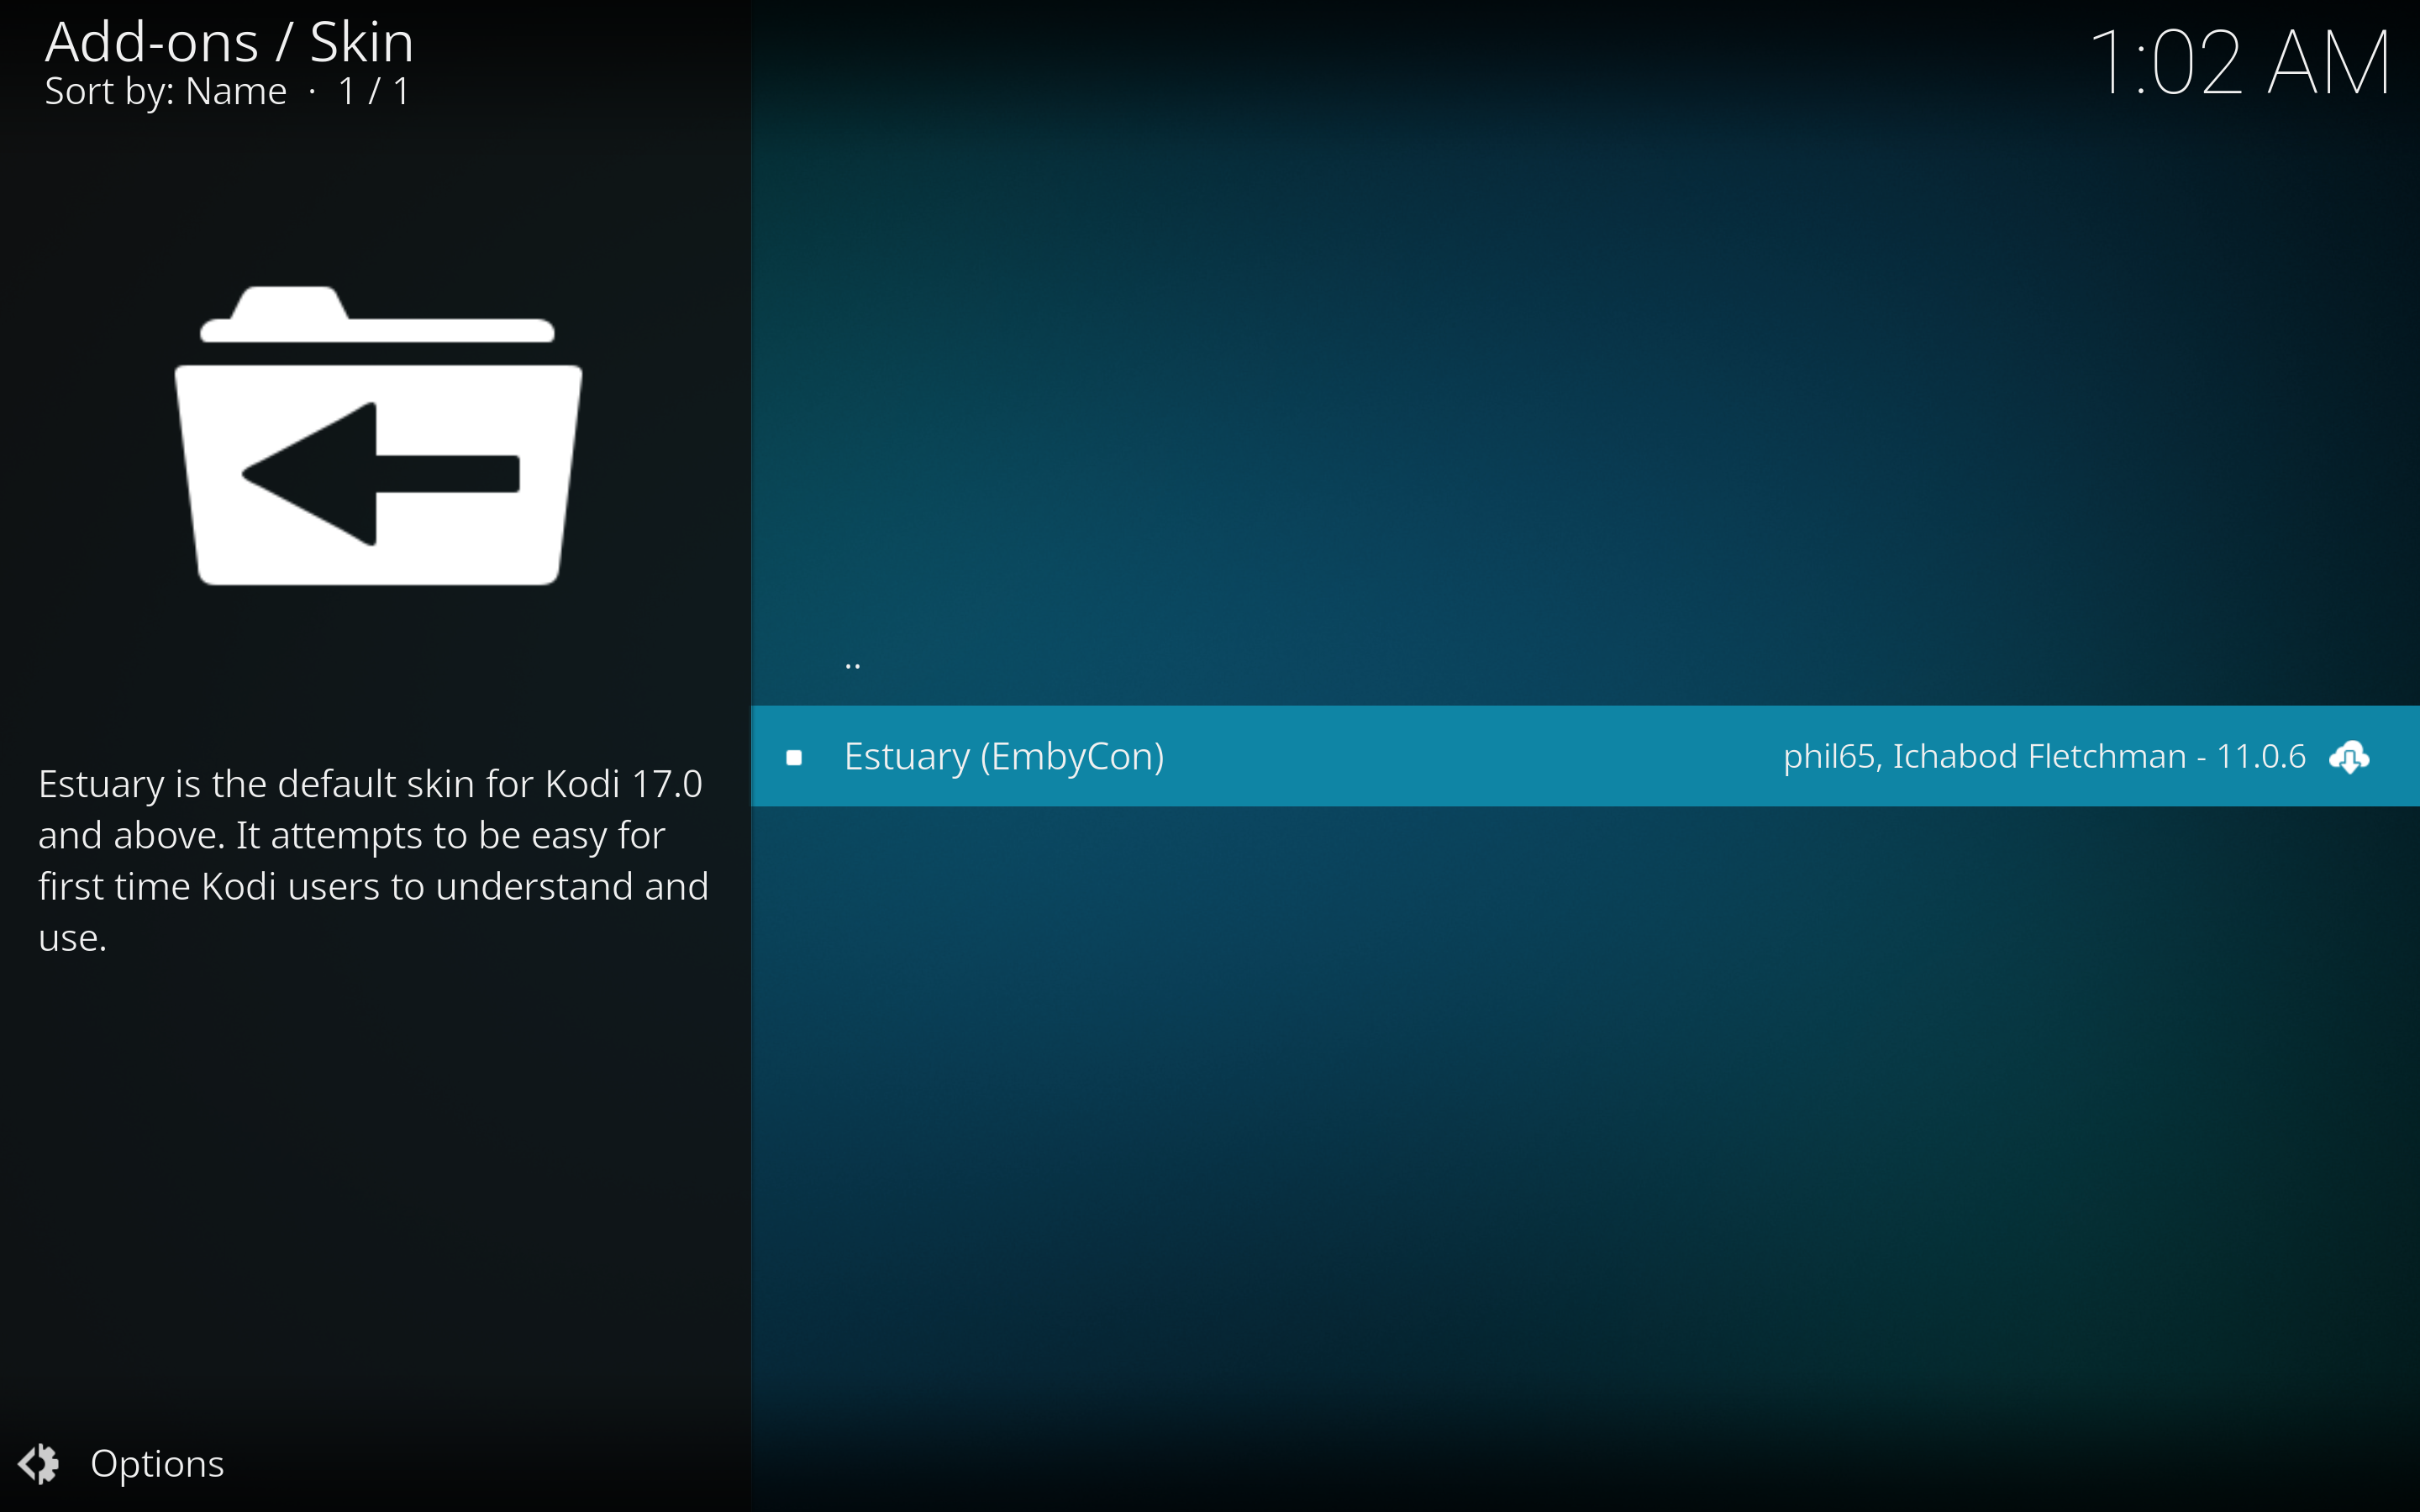 Add-ons / Skin
Sort by: Name · 1 / 1
1:02 AM
..
Estuary (EmbyCon)
phil65, Ichabod Fletchman - 11.0.6
Estuary is the default skin for Kodi 17.0
and above. It attempts to be easy for
first time Kodi users to understand and
use.
Options